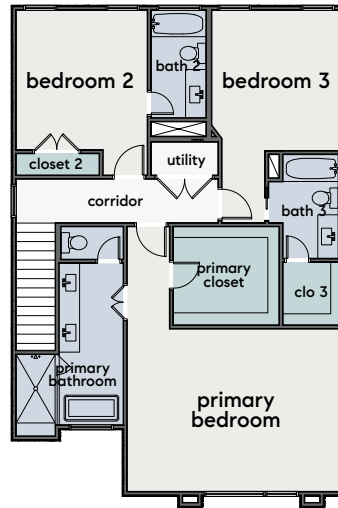 bath 2
bedroom 2
bedroom 3
closet 2
utility
corridor
bath 3
primary
closet
clo 3
primary
bathroom
primary
bedroom